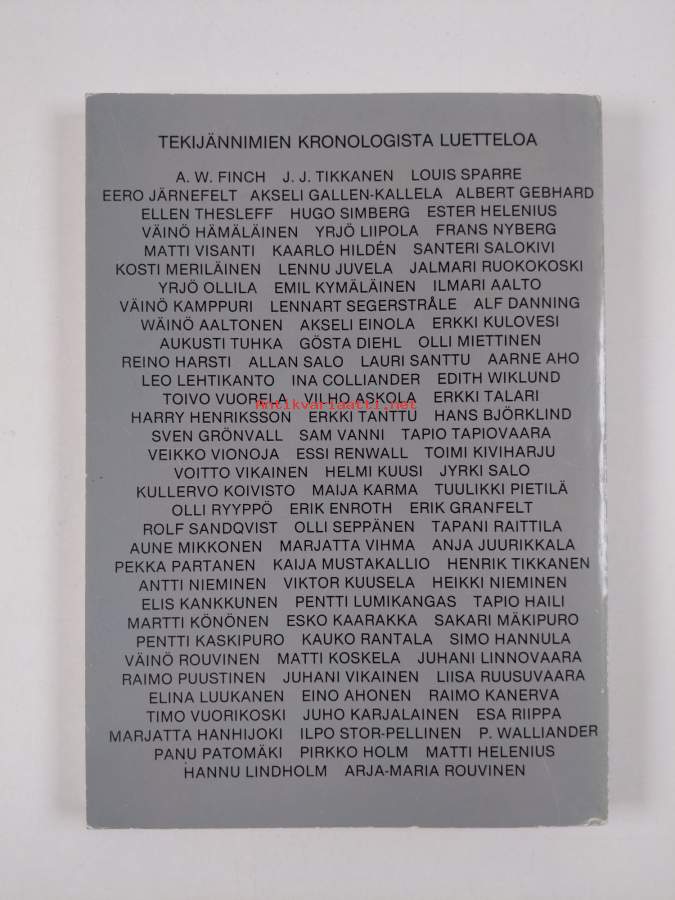 TEKIJÄNNIMIEN KRONOLOGISTA LUETTELOA
A. W. FINCH J. J. TIKKANEN LOUIS SPARRE
EERO JÄRNEFELT AKSELI GALLEN-KALLELA ALBERT GEBHARD
ELLEN THESLEFF HUGO SIMBERG ESTER HELENIUS
VÄINÖ HÄMÄLÄINEN YRJÖ LIIPOLA FRANS NYBERG
MATTI VISANTI KAARLO HILDÉN SANTERI SALOKIVI
KOSTI MERILÄINEN LENNU JUVELA JALMARI RUOKOKOSKI
YRJÖ OLLILA EMIL KYMÄLÄINEN ILMARI AALTO
VÄINÖ KAMPPURI LENNART SEGERSTRÅLE ALF DANNING
WÄINÖ AALTONEN AKSELI EINOLA ERKKI KULOVESI
AUKUSTI TUHKA GÖSTA DIEHL OLLI MIETTINEN
REINO HARSTI ALLAN SALO LAURI SANTTU AARNE AHO
LEO LEHTIKANTO INA COLLIANDER EDITH WIKLUND
TOIVO VUORELA VILHO ASKOLA ERKKI TALARI
Antikvariaatti.net
HARRY HENRIKSSON ERKKI TANTTU HANS BJÖRKLIND
SVEN GRÖNVALL SAM VANNI TAPIO TAPIOVAARA
VEIKKO VIONOJA ESSI RENWALL TOIMI KIVIHARJU
VOITTO VIKAINEN HELMI KUUSI JYRKI SALO
KULLERVO KOIVISTO MAIJA KARMA TUULIKKI PIETILÄ
OLLI RYYPPÖ ERIK ENROTH ERIK GRANFELT
ROLF SANDQVIST OLLI SEPPÄNEN TAPANI RAITTILA
AUNE MIKKONEN MARJATTA VIHMA ANJA JUURIKKALA
PEKKA PARTANEN KAIJA MUSTAKALLIO HENRIK TIKKANEN
ANTTI NIEMINEN VIKTOR KUUSELA HEIKKI NIEMINEN
ELIS KANKKUNEN PENTTI LUMIKANGAS TAPIO HAILI
MARTTI KÖNÖNEN ESKO KAARAKKA SAKARI MÄKIPURO
PENTTI KASKIPURO KAUKO RANTALA SIMO HANNULA
VÄINÖ ROUVINEN MATTI KOSKELA JUHANI LINNOVAARA
RAIMO PUUSTINEN JUHANI VIKAINEN LIISA RUUSUVAARA
ELINA LUUKANEN EINO AHONEN RAIMO KANERVA
TIMO VUORIKOSKI JUHO KARJALAINEN ESA RIIPPA
MARJATTA HANHIJOKI ILPO STOR-PELLINEN P. WALLIANDER
PANU PATOMÄKI PIRKKO HOLM MATTI HELENIUS
HANNU LINDHOLM ARJA-MARIA ROUVINEN